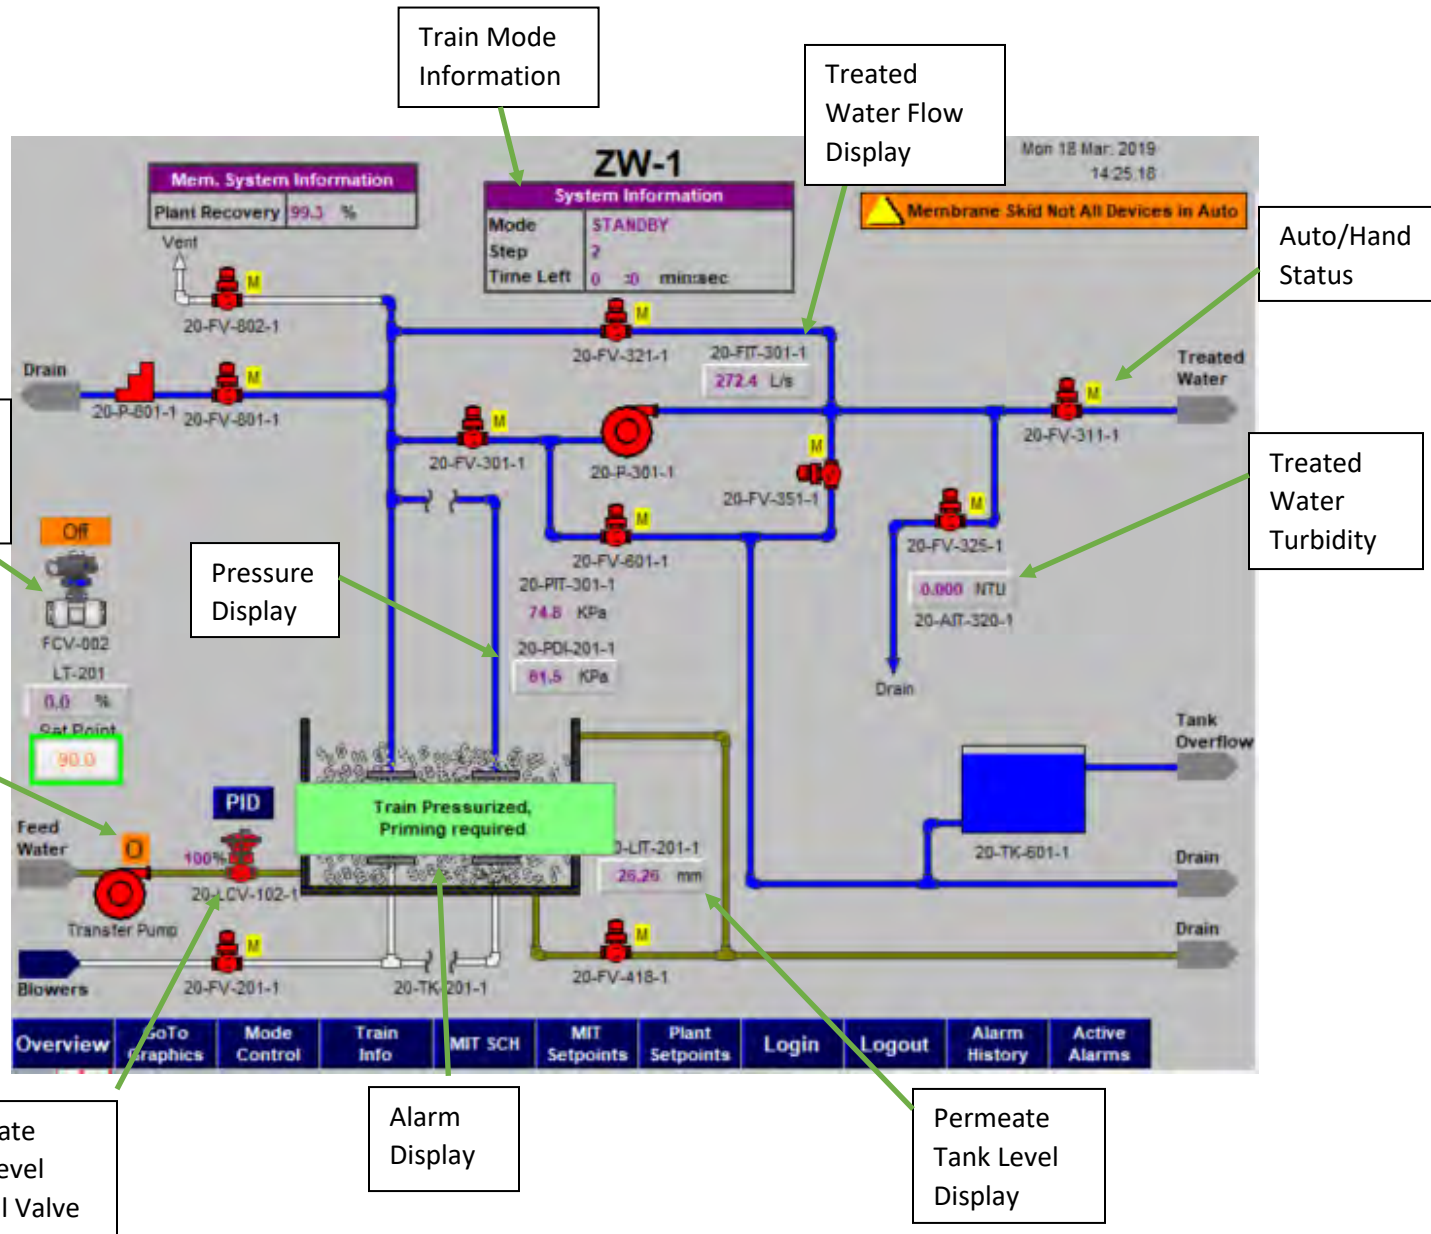 Train Mode
Information
Treated
Water Flow
Display
Mon 18 Mar. 2019
14:25:18
ZW-1
Mem. System Information
Plant Recovery 99.3 %
System Information
Mode STANDBY
Step 2
Time Left 0 :0 min:sec
Membrane Skid Not All Devices in Auto
Auto/Hand
Status
Vent
M
20-FV-802-1
M
20-FV-321-1
20-FIT-301-1
272.4 L/s
Treated
Water
Drain
M
20-P-801-1
20-FV-801-1
M
20-FV-301-1
20-P-301-1
M
20-FV-351-1
M
20-FV-311-1
Treated
Water
Turbidity
Off
FCV-002
LT-201
0.0 %
Set Point
90.0
Pressure
Display
M
20-FV-601-1
20-PIT-301-1
74.8 KPa
20-PDI-201-1
61.5 KPa
M
20-FV-325-1
0.000 NTU
20-AIT-320-1
Drain
Tank
Overflow
PID
Train Pressurized,
Priming required
Feed
Water
O
100%
20-LCV-102-1
Transfer Pump
0-LIT-201-1
26.26 mm
20-TK-601-1
Drain
Drain
Blowers
M
20-FV-201-1
20-TK-201-1
M
20-FV-418-1
Overview
GoTo
Graphics
Mode
Control
Train
Info
MIT SCH
MIT
Setpoints
Plant
Setpoints
Login
Logout
Alarm
History
Active
Alarms
ate
evel
l Valve
Alarm
Display
Permeate
Tank Level
Display